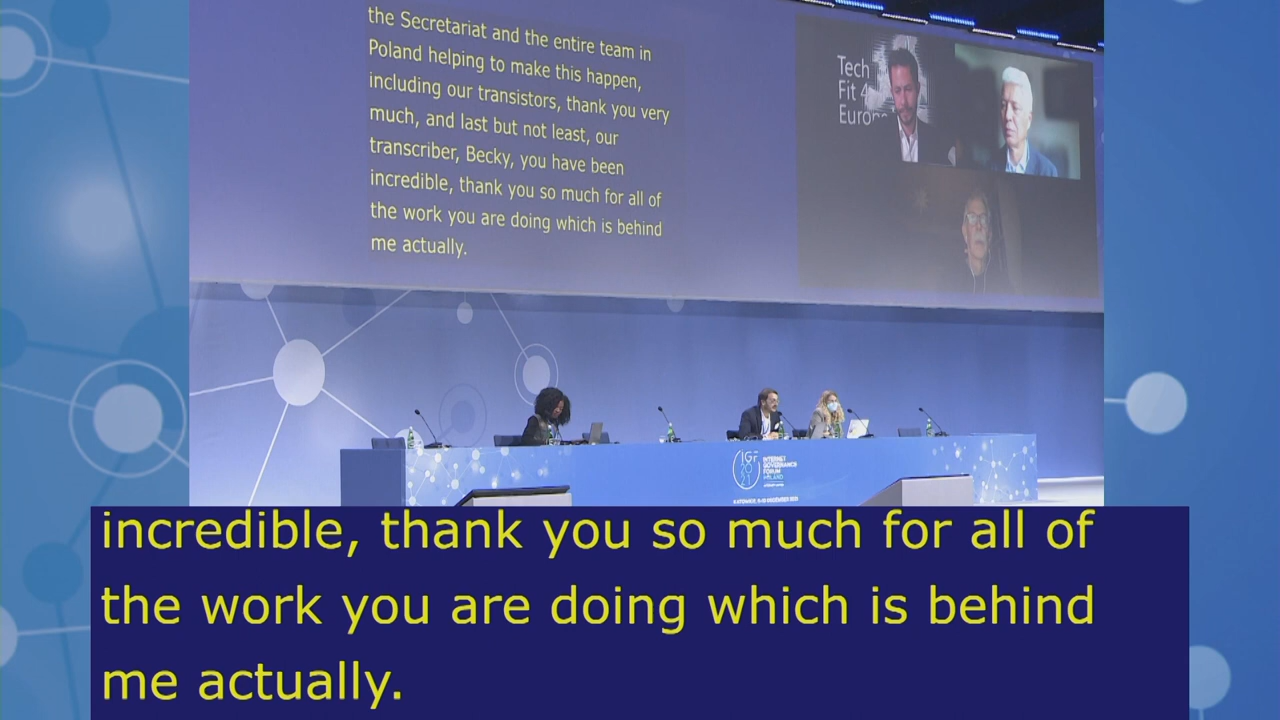 the Secretariat and the entire team in
Poland helping to make this happen,
including our transistors, thank you very
much, and last but not least, our
transcriber, Becky, you have been
incredible, thank you so much for all of
the work you are doing which is behind
me actually.
Tech
Fit 4
Europe
IGF
20
21
INTERNET
GOVERNANCE
FORUM
POLAND
incredible, thank you so much for all of
the work you are doing which is behind
me actually.